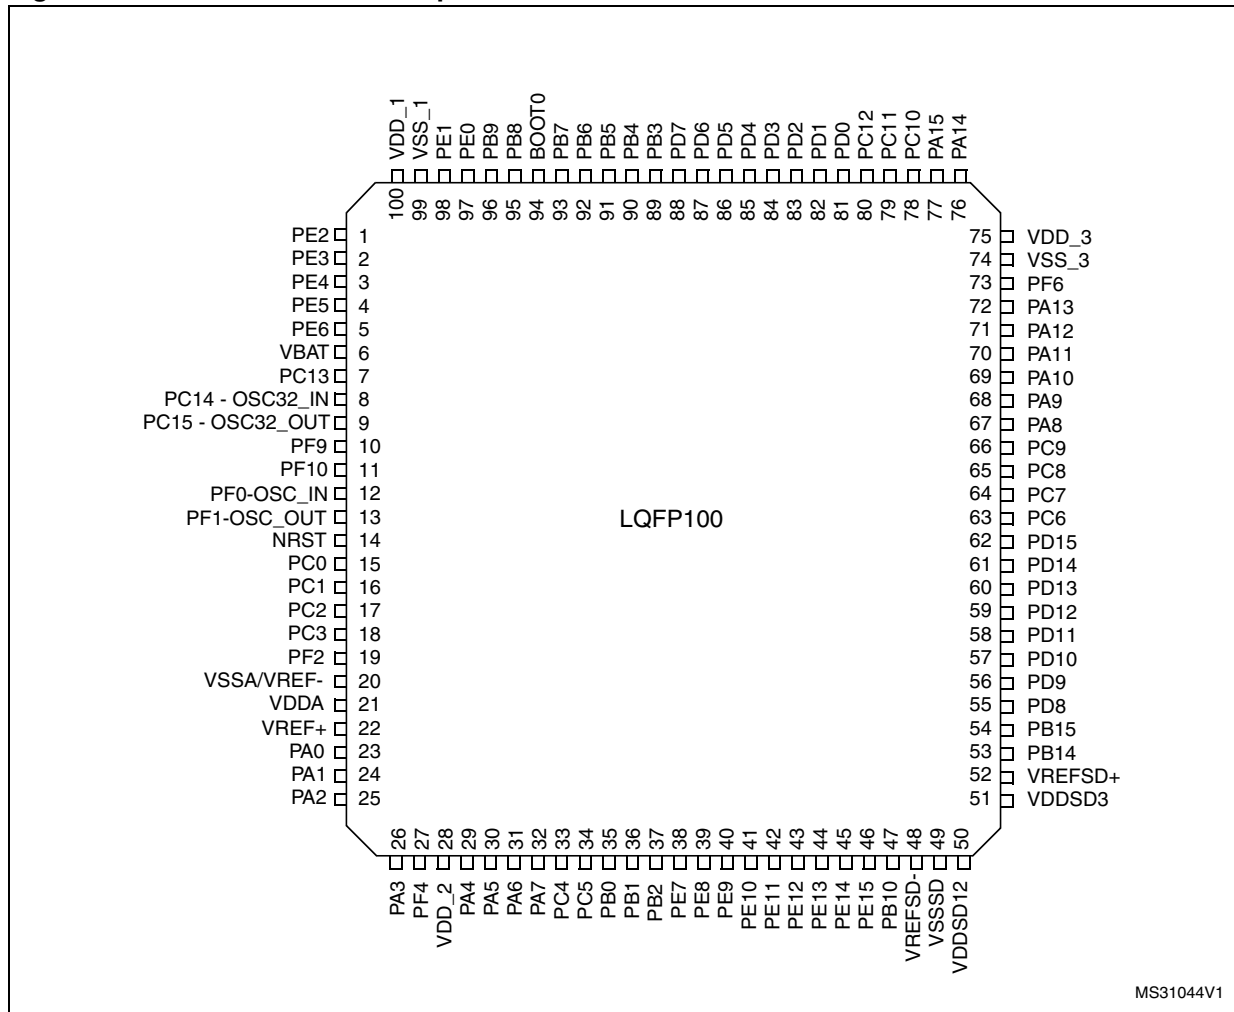 VDD_1
VSS_1
PE1
PE0
PB9
PB8
BOOT0
PB7
PB6
PB5
PB4
PB3
PD7
PD6
PD5
PD4
PD3
PD2
PD1
PD0
PC12
PC11
PC10
PA15
PA14
100
99
98
97
96
95
94
93
92
91
90
89
88
87
86
85
84
83
82
81
80
79
78
77
76
PE2 1
PE3 2
PE4 3
PE5 4
PE6 5
VBAT 6
PC13 7
PC14 - OSC32_IN 8
PC15 - OSC32_OUT 9
PF9 10
PF10 11
PF0-OSC_IN 12
PF1-OSC_OUT 13
NRST 14
PC0 15
PC1 16
PC2 17
PC3 18
PF2 19
VSSA/VREF- 20
VDDA 21
VREF+ 22
PA0 23
PA1 24
PA2 25
LQFP100
75 VDD_3
74 VSS_3
73 PF6
72 PA13
71 PA12
70 PA11
69 PA10
68 PA9
67 PA8
66 PC9
65 PC8
64 PC7
63 PC6
62 PD15
61 PD14
60 PD13
59 PD12
58 PD11
57 PD10
56 PD9
55 PD8
54 PB15
53 PB14
52 VREFSD+
51 VDDSD3
26
27
28
29
30
31
32
33
34
35
36
37
38
39
40
41
42
43
44
45
46
47
48
49
50
PA3
PF4
VDD_2
PA4
PA5
PA6
PA7
PC4
PC5
PB0
PB1
PB2
PE7
PE8
PE9
PE10
PE11
PE12
PE13
PE14
PE15
PB10
VREFSD-
VSSSD
VDDSD12
MS31044V1